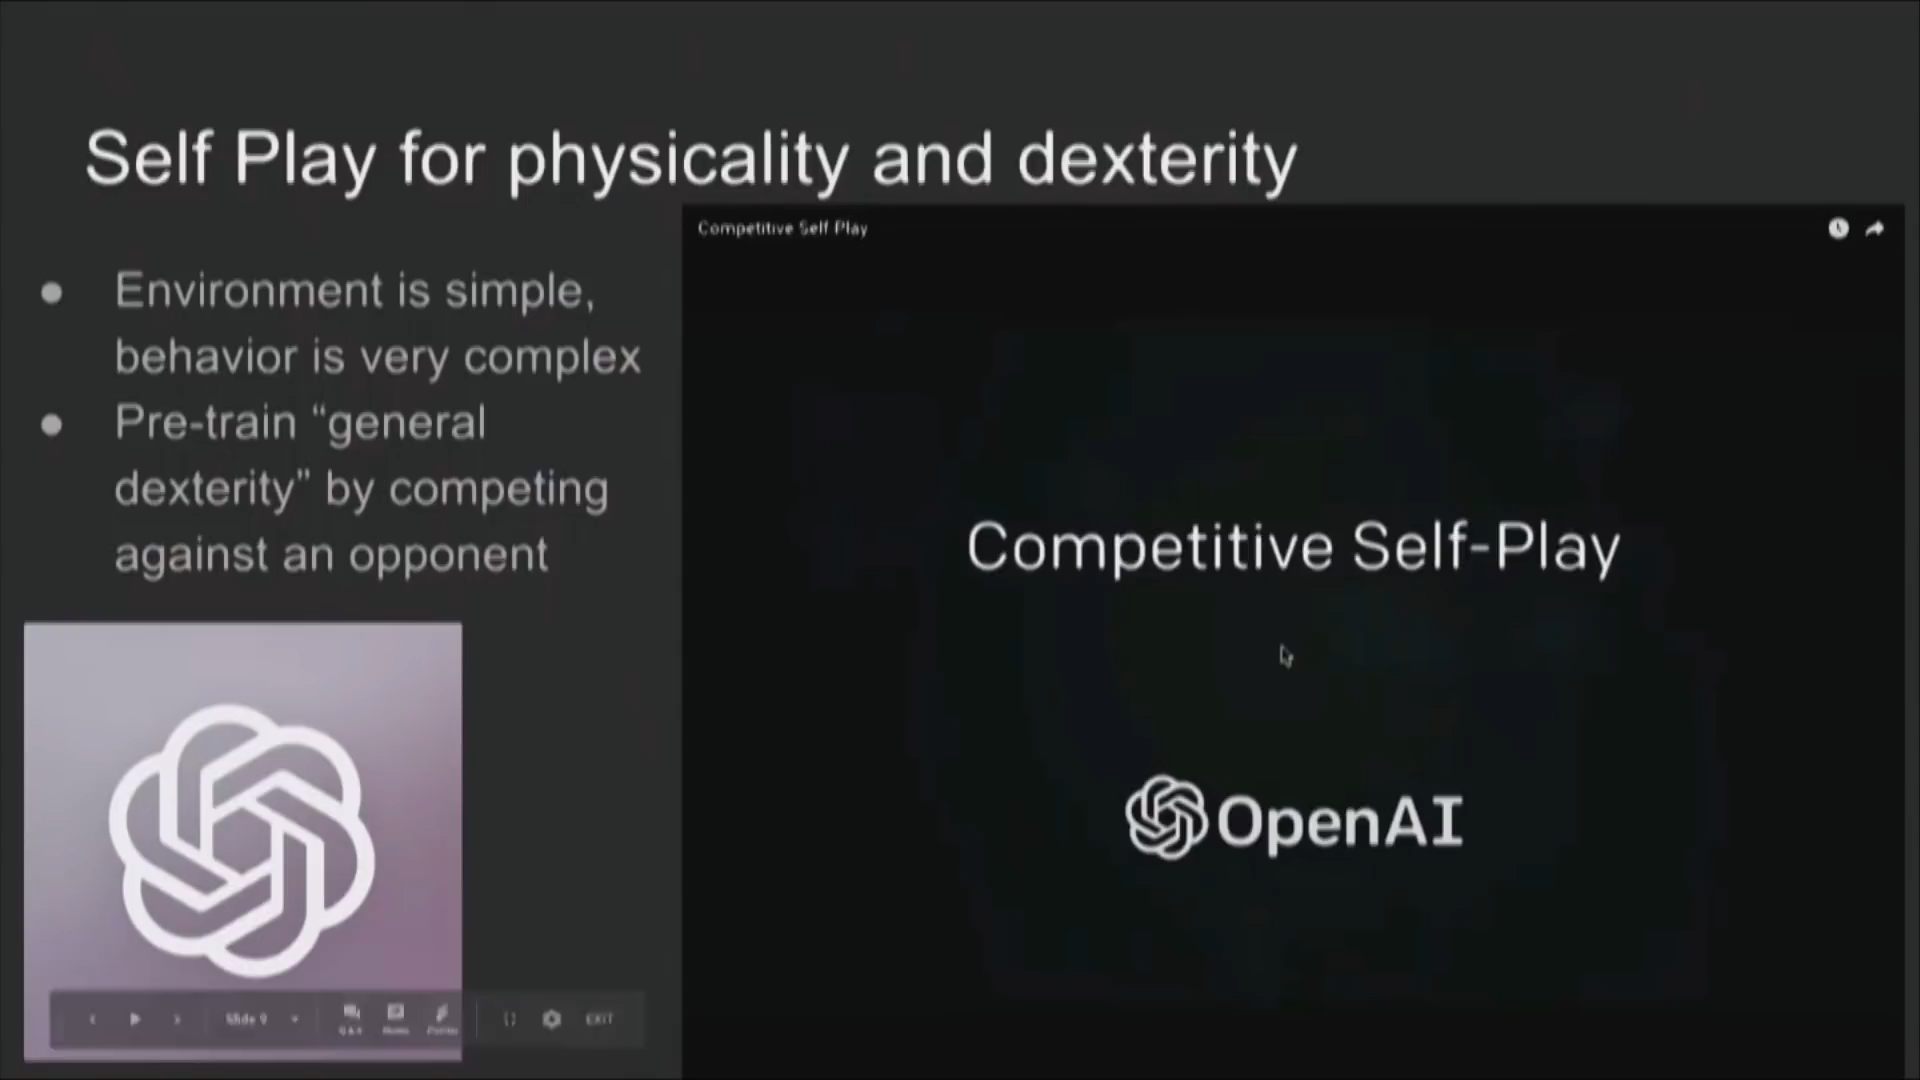 Self Play for physicality and dexterity
Competitive Self Play
Environment is simple,
behavior is very complex
Pre-train “general
dexterity” by competing
against an opponent
Competitive Self-Play
OpenAI
Slide 9
Q&A
Notes
Pointer
EXIT